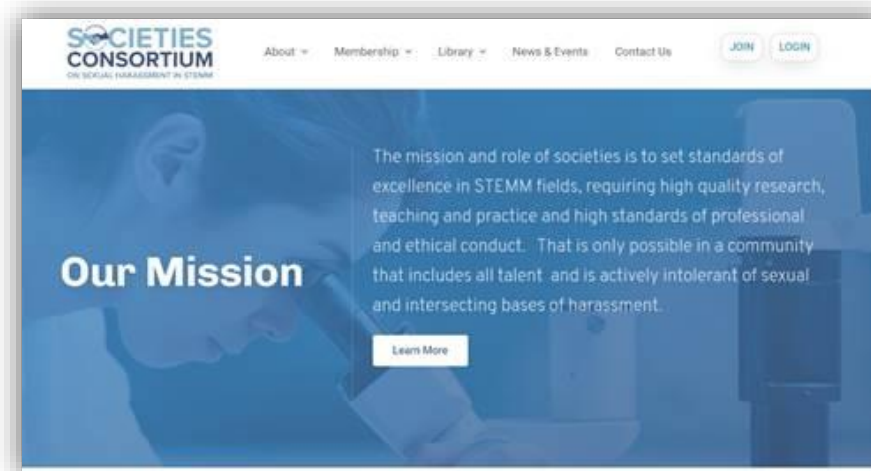 SOCIETIES
CONSORTIUM
ON SEXUAL HARASSMENT IN STEMM
About
Membership
Library
News & Events
Contact Us
JOIN
LOGIN
Our Mission
The mission and role of societies is to set standards of
excellence in STEMM fields, requiring high quality research,
teaching and practice and high standards of professional
and ethical conduct. That is only possible in a community
that includes all talent and is actively intolerant of sexual
and intersecting bases of harassment.
Learn More